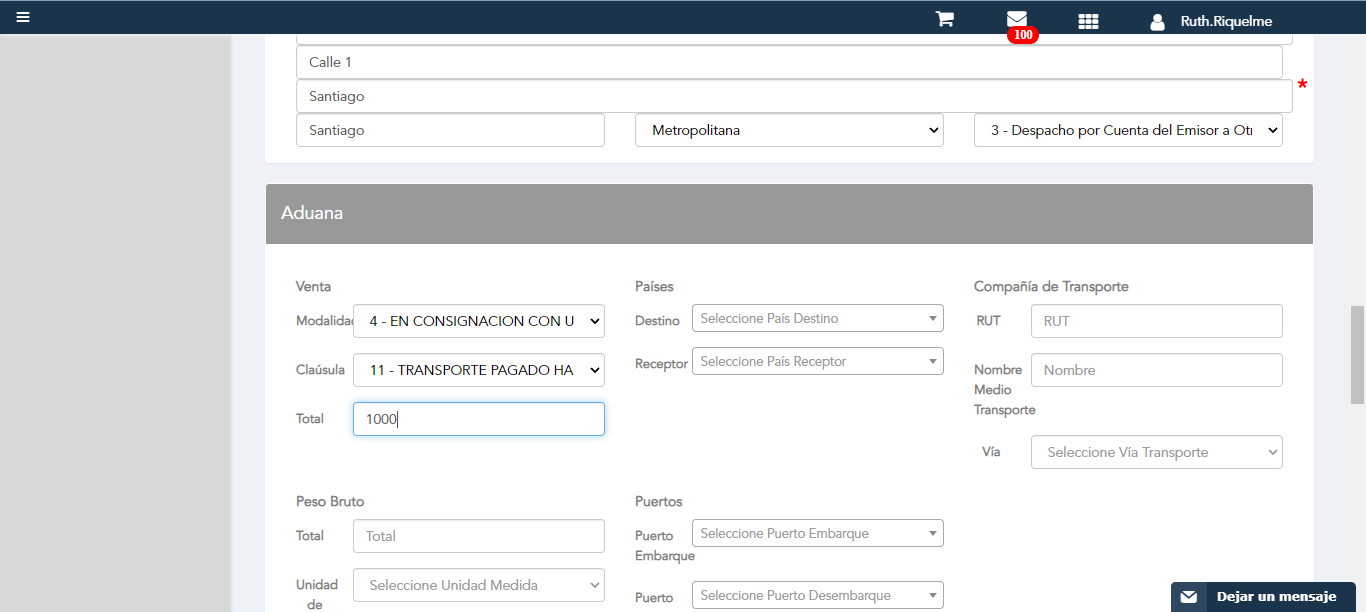 100
Ruth.Riquelme
Calle 1
Santiago
*
Santiago
Metropolitana
3 - Despacho por Cuenta del Emisor a Otr
Aduana
Venta
Países
Compañía de Transporte
Modalidad
4 - EN CONSIGNACION CON U
Destino
Seleccione País Destino
RUT
RUT
Claúsula
11 - TRANSPORTE PAGADO HA
Receptor
Seleccione País Receptor
Nombre
Medio
Transporte
Nombre
Total
1000
Vía
Seleccione Vía Transporte
Peso Bruto
Puertos
Total
Total
Puerto
Embarque
Seleccione Puerto Embarque
Unidad
de
Seleccione Unidad Medida
Puerto
Seleccione Puerto Desembarque
Dejar un mensaje